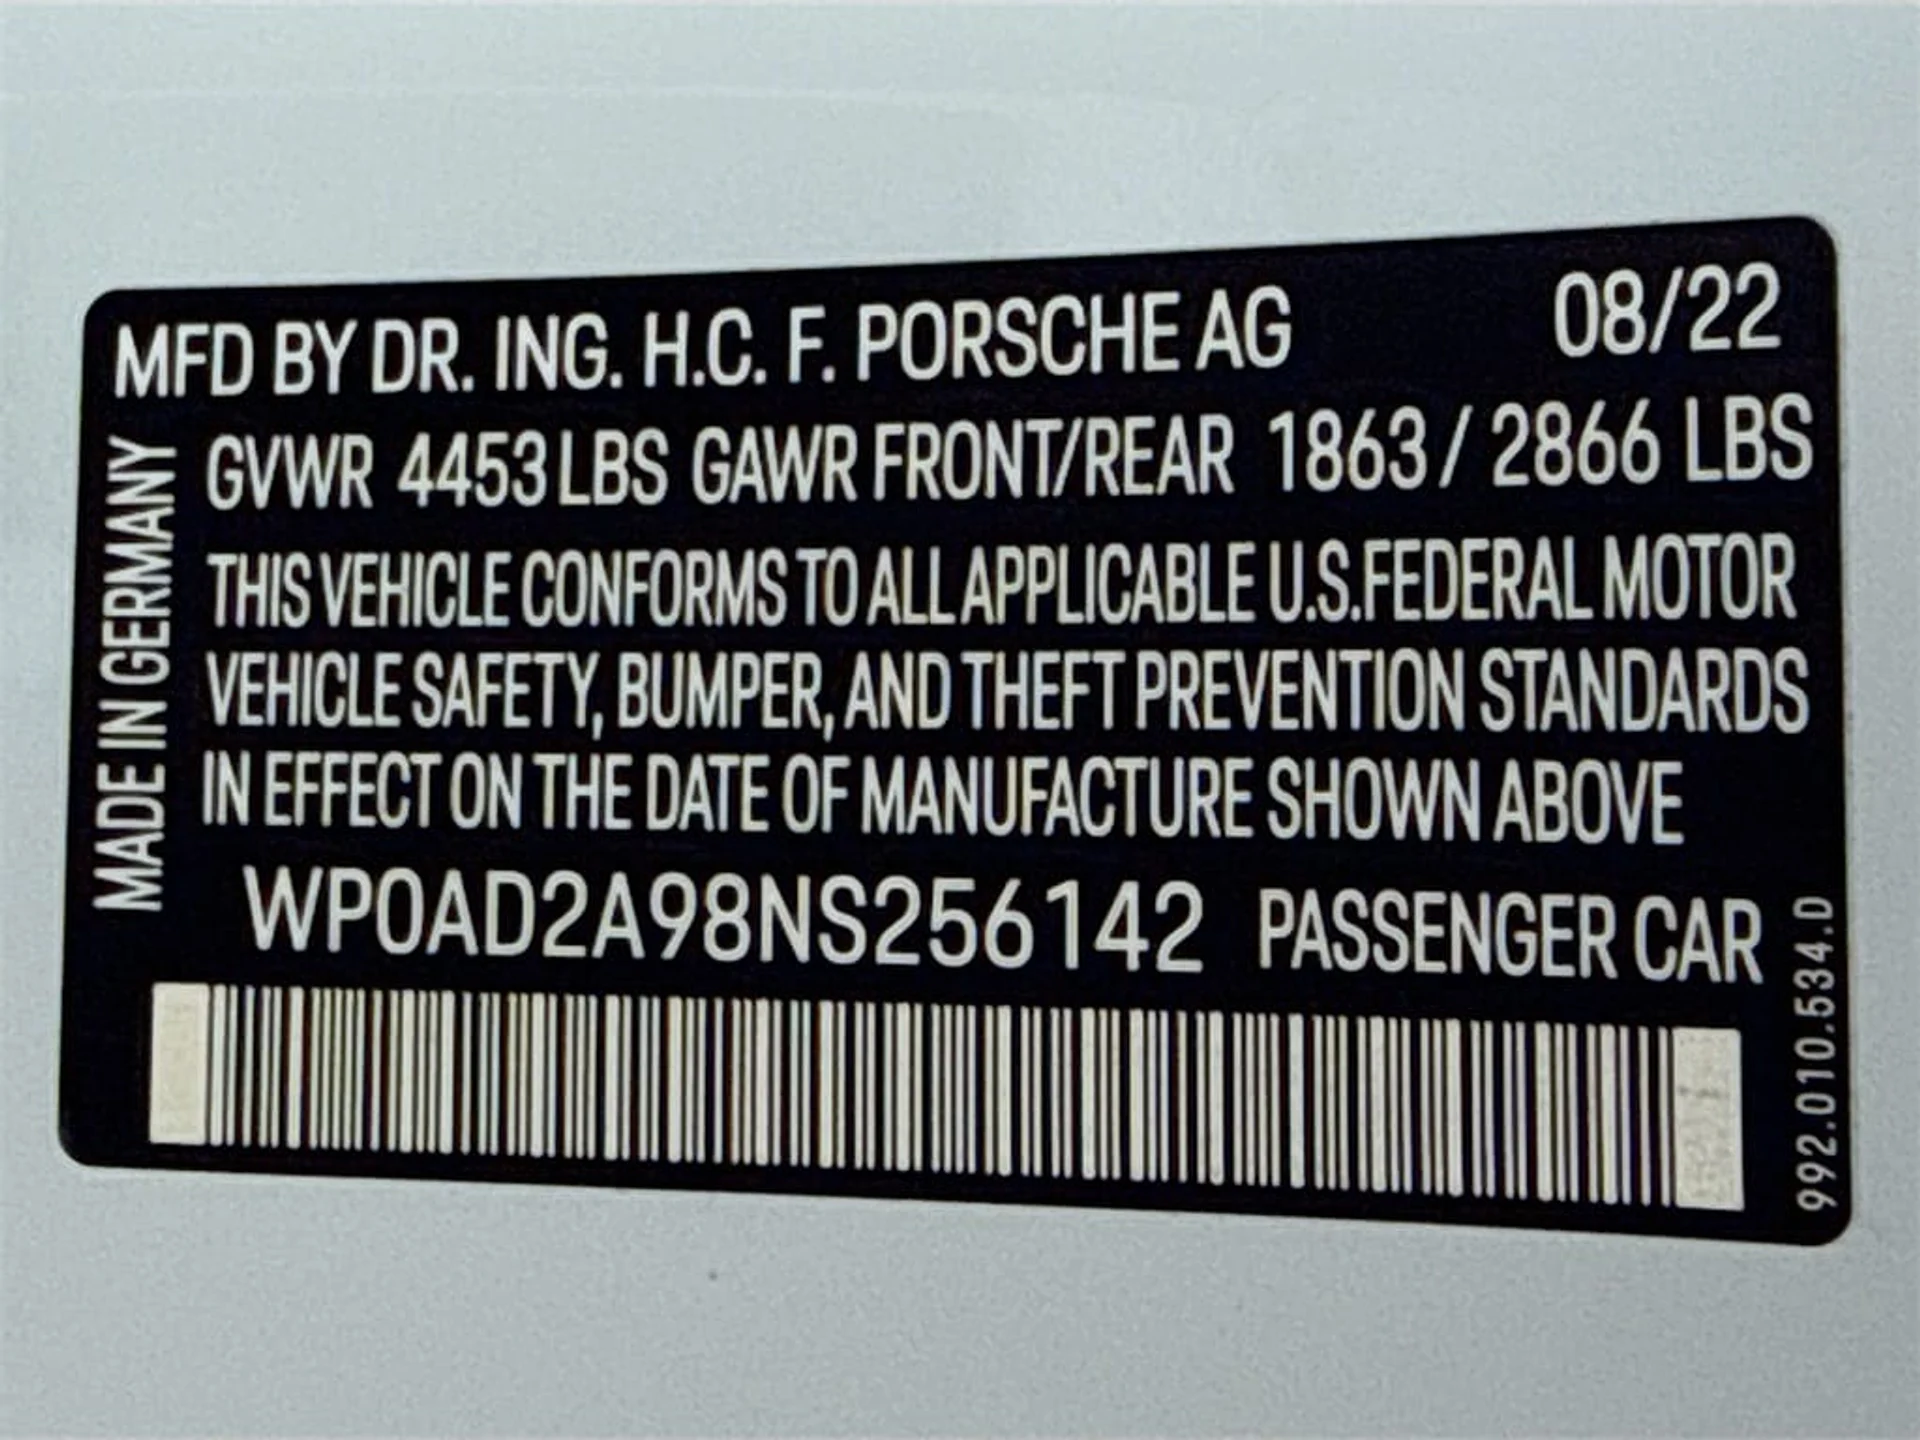 MFD BY DR. ING. H.C. F. PORSCHE AG 08/22
GVWR 4453 LBS GAWR FRONT/REAR 1863 / 2866 LBS
THIS VEHICLE CONFORMS TO ALL APPLICABLE U.S.FEDERAL MOTOR
VEHICLE SAFETY, BUMPER, AND THEFT PREVENTION STANDARDS
IN EFFECT ON THE DATE OF MANUFACTURE SHOWN ABOVE
WP0AD2A98NS256142 PASSENGER CAR
MADE IN GERMANY
992.010.534.D